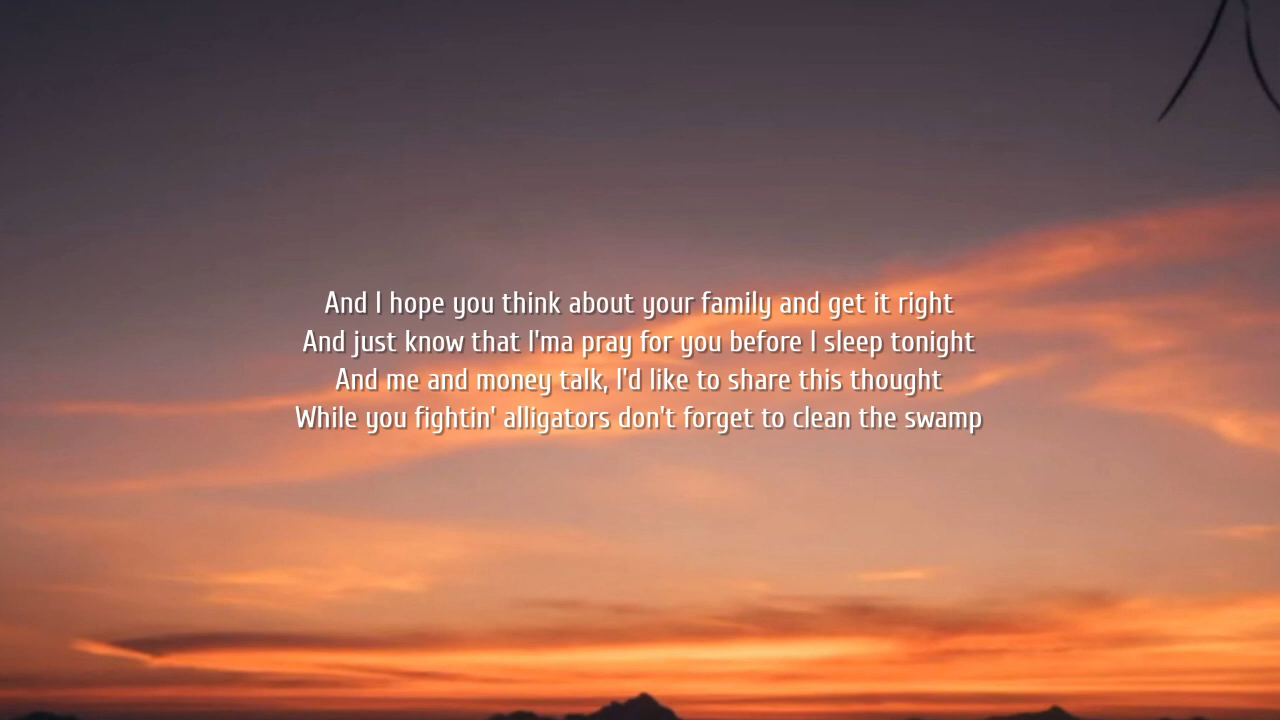 And I hope you think about your family and get it right
And just know that I'ma pray for you before I sleep tonight
And me and money talk, I'd like to share this thought
While you fightin' alligators don't forget to clean the swamp